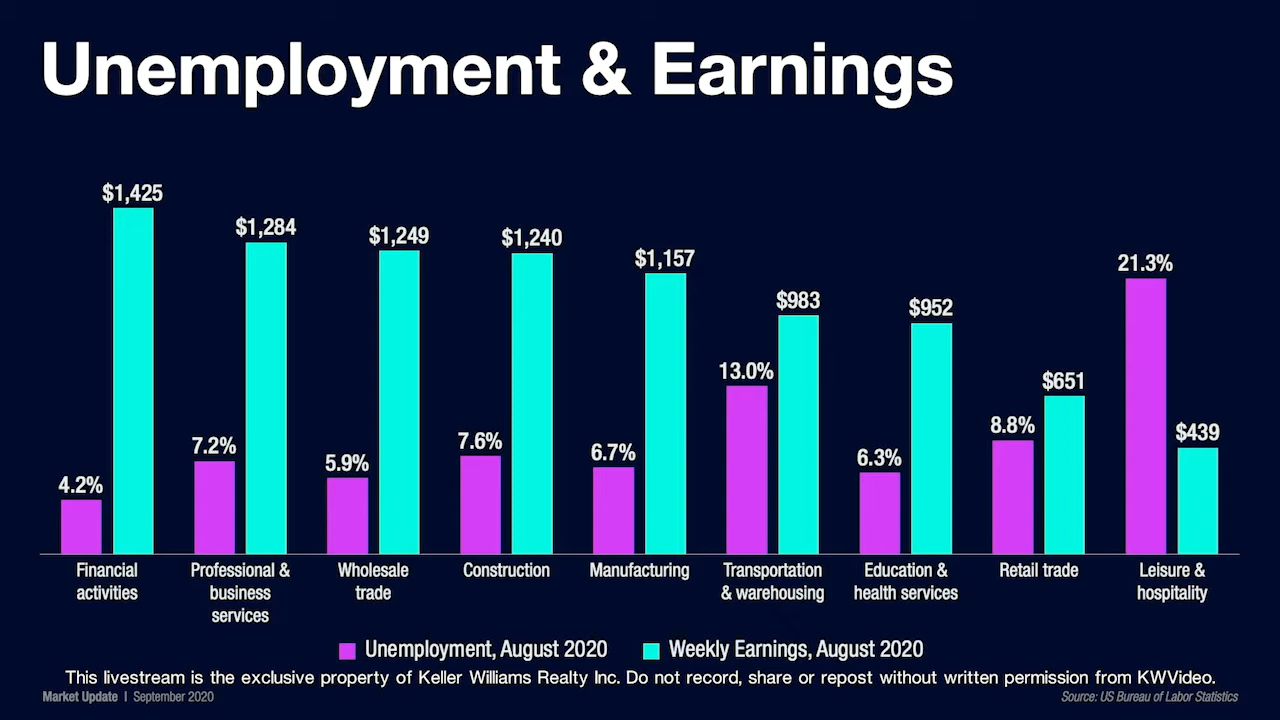 Unemployment & Earnings
$1,425
$1,284
$1,249
$1,240
$1,157
$983
$952
$651
$439
4.2%
7.2%
5.9%
7.6%
6.7%
13.0%
6.3%
8.8%
21.3%
Financial
activities
Professional &
business
services
Wholesale
trade
Construction
Manufacturing
Transportation
& warehousing
Education &
health services
Retail trade
Leisure &
hospitality
Unemployment, August 2020
Weekly Earnings, August 2020
This livestream is the exclusive property of Keller Williams Realty Inc. Do not record, share or repost without written permission from KWVideo.
Market Update | September 2020
Source: US Bureau of Labor Statistics